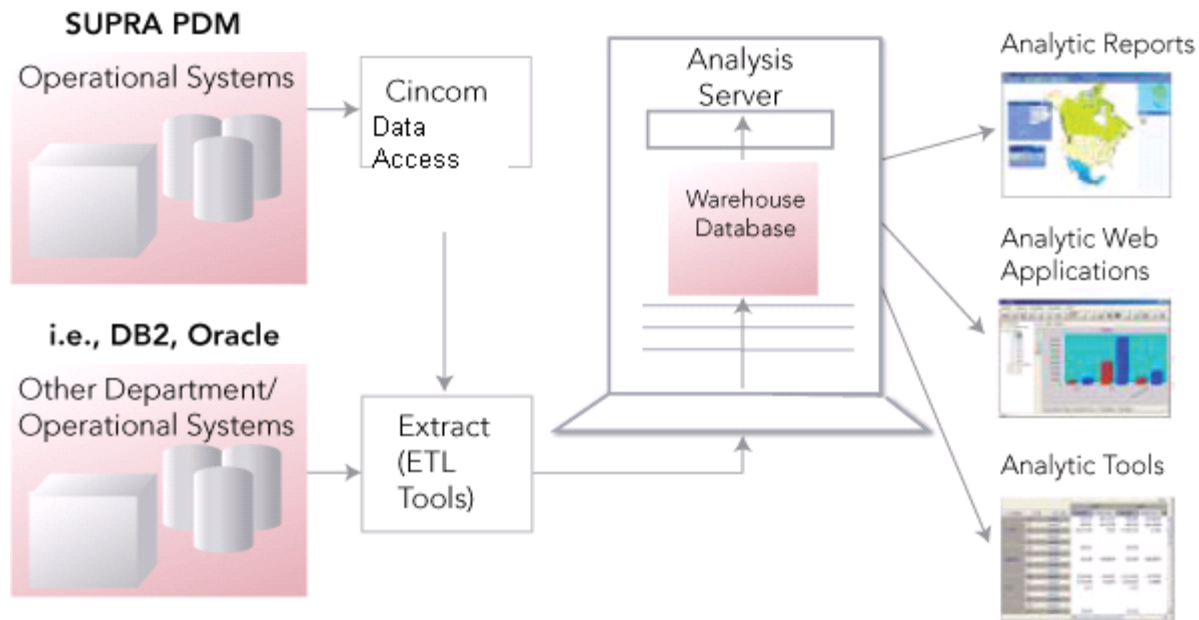 SUPRA PDM
Operational Systems
Cincom
Data
Access
i.e., DB2, Oracle
Other Department/
Operational Systems
Extract
(ETL
Tools)
Analysis
Server
Warehouse
Database
Analytic Reports
Analytic Web
Applications
Analytic Tools